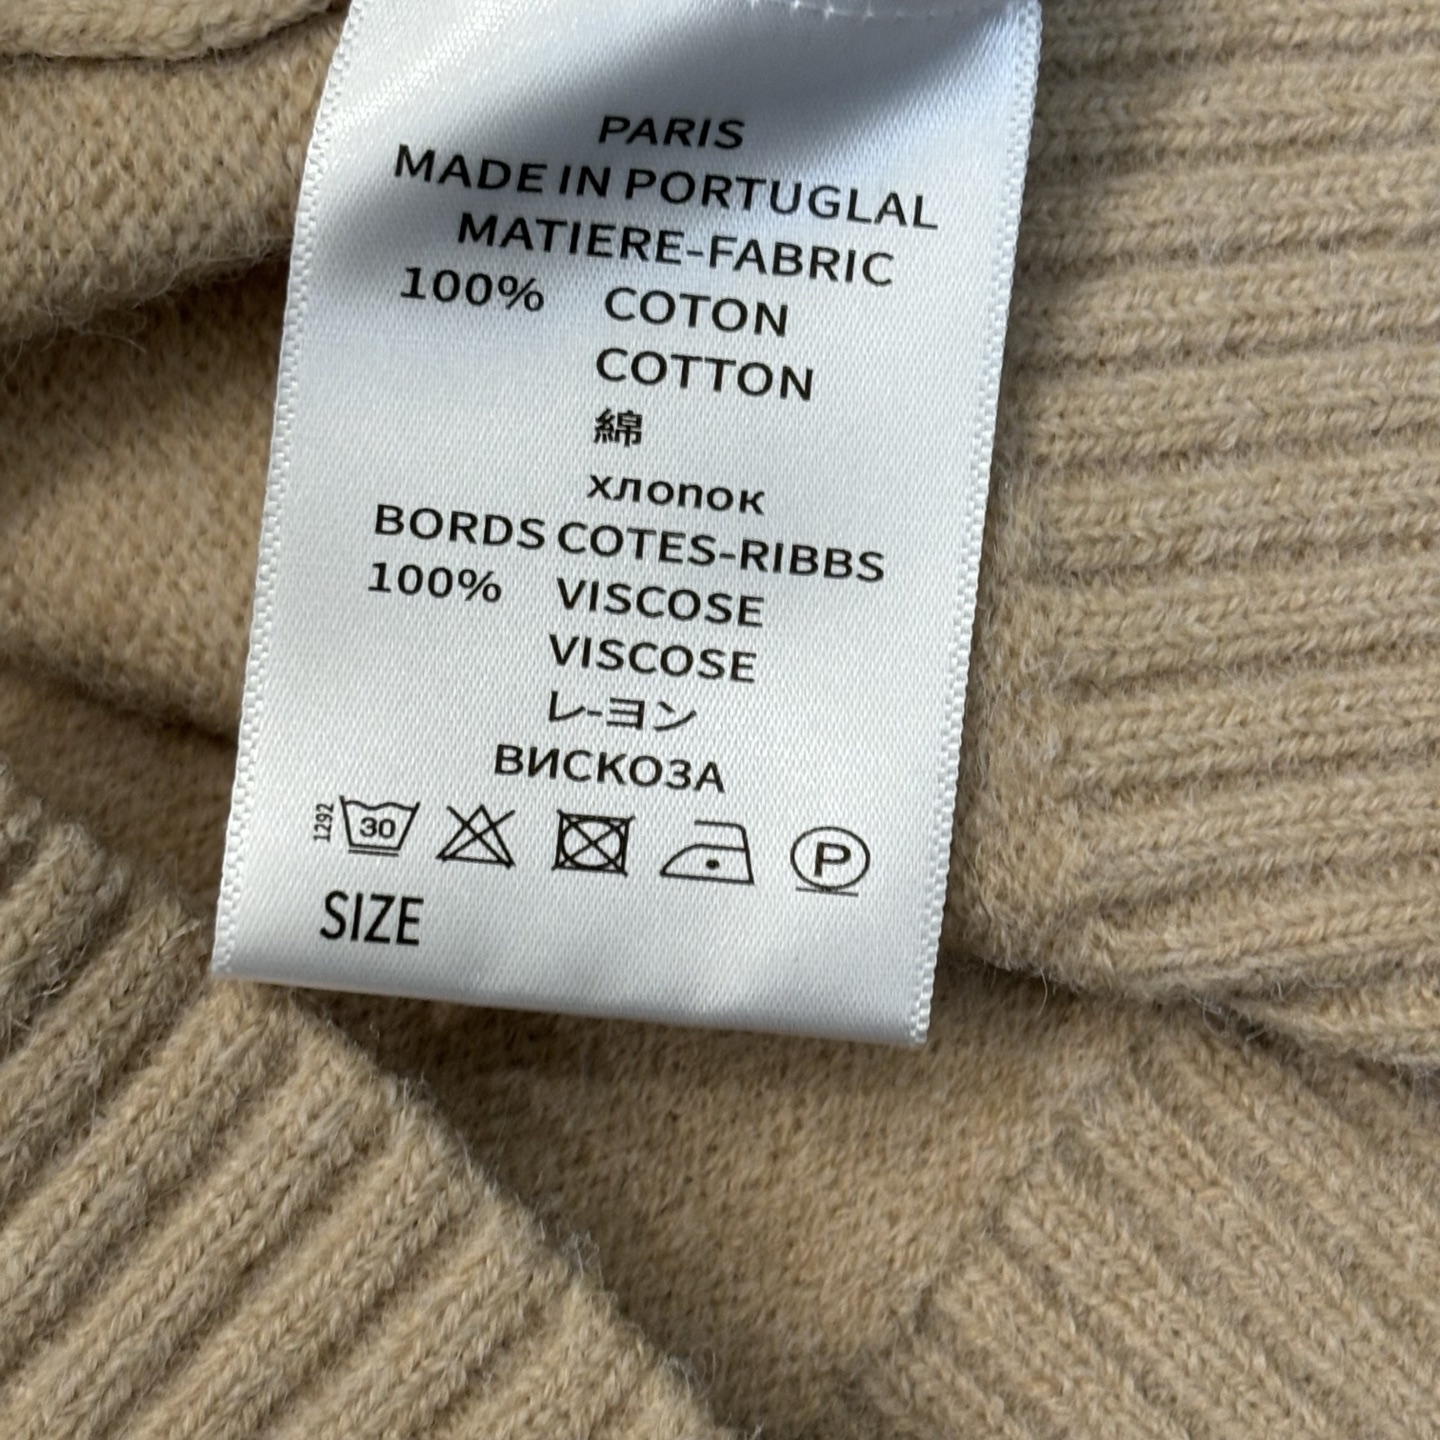 PARIS
MADE IN PORTUGLAL
MATIERE-FABRIC
100% COTON
COTTON
綿
хлопок
BORDS COTES-RIBBS
100% VISCOSE
VISCOSE
レ-ヨン
ВИСКОЗА
1292 30 P
SIZE